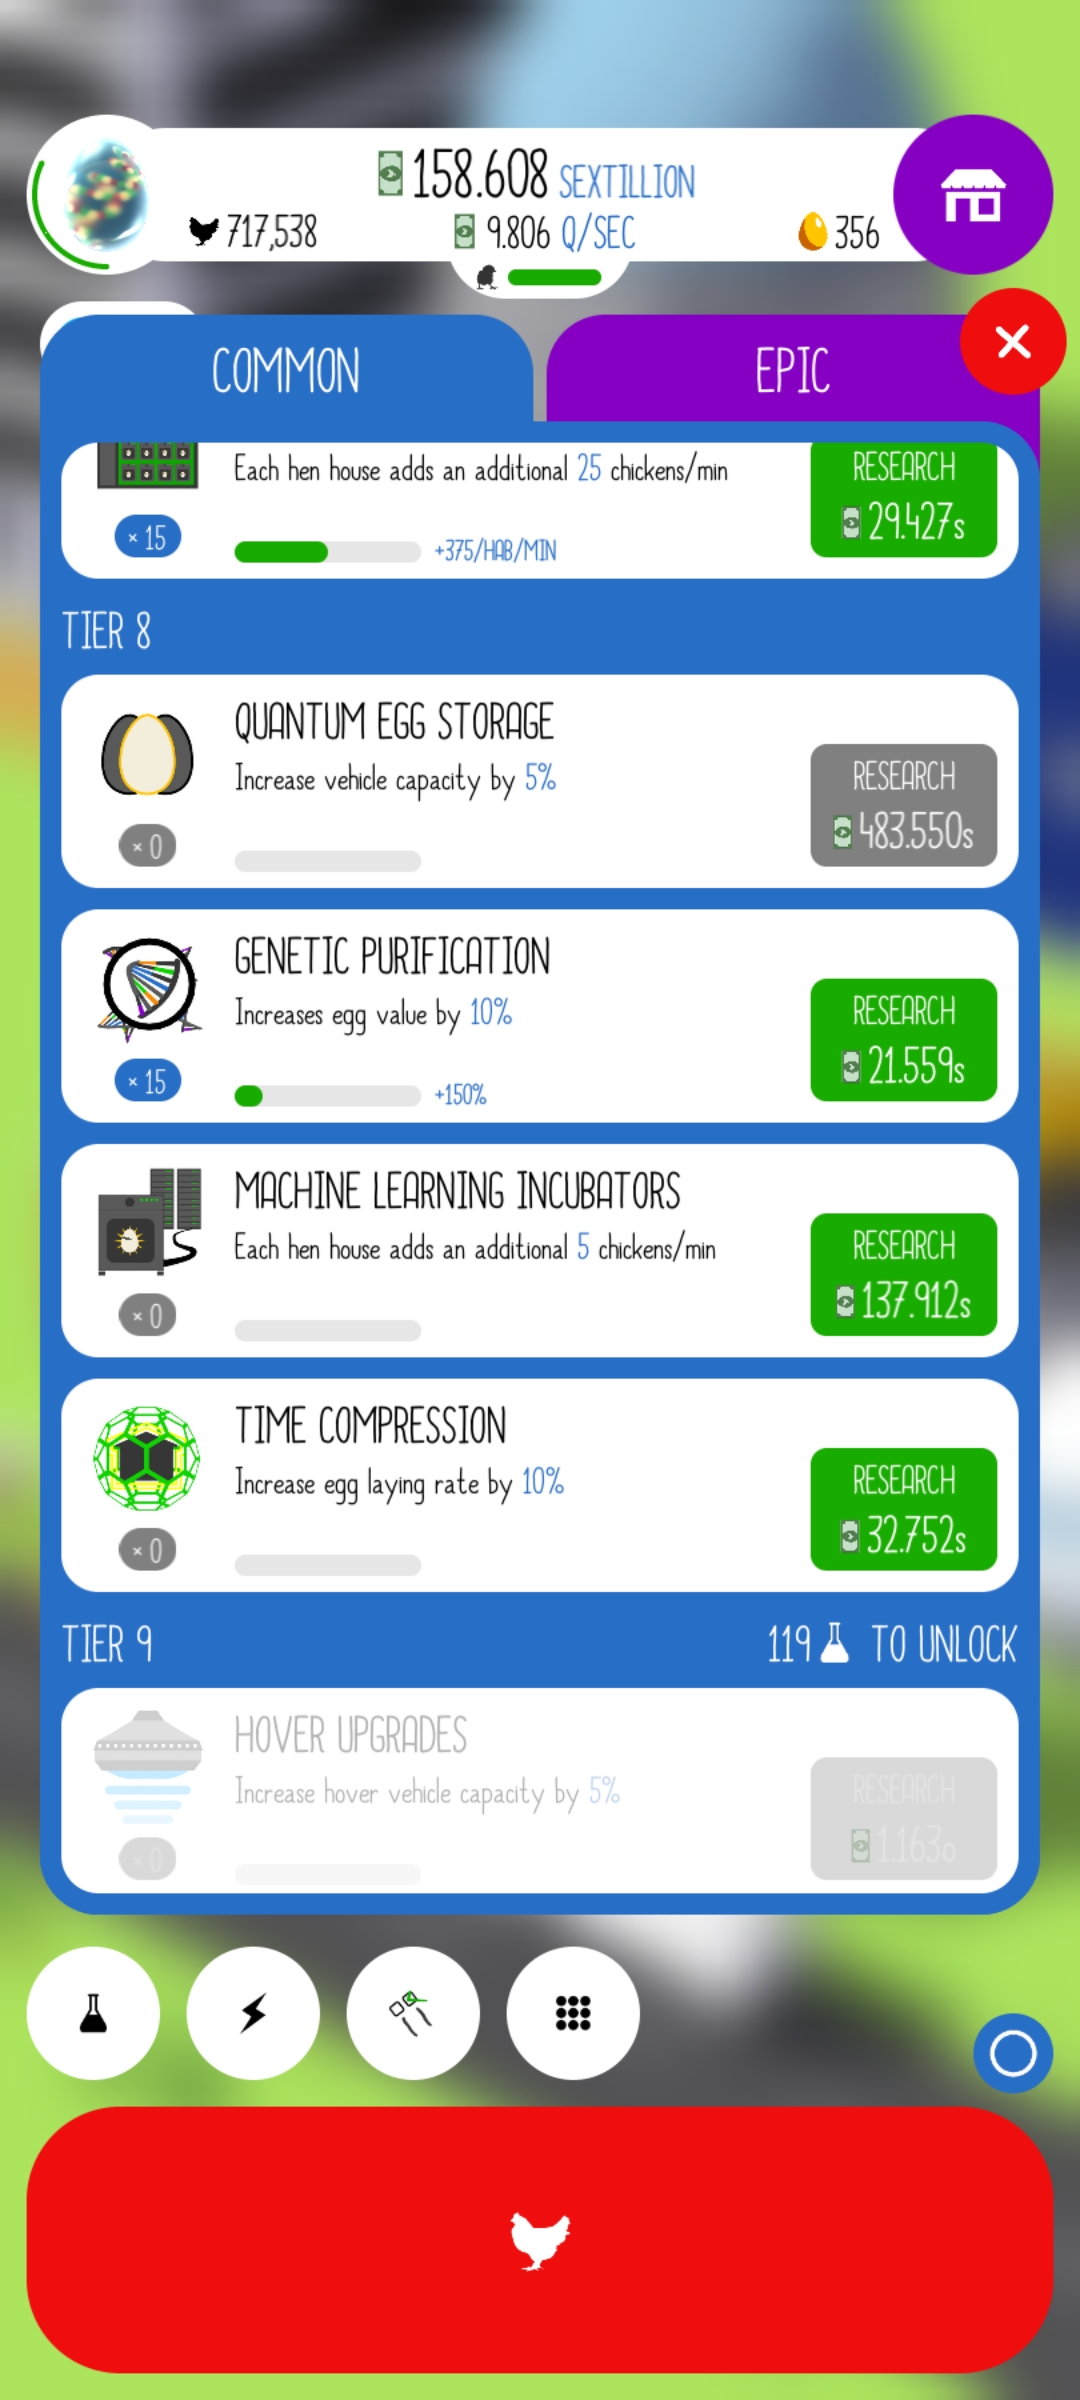 158.608 SEXTILLION
717,538
9.806 Q/SEC
356
COMMON
EPIC
Each hen house adds an additional 25 chickens/min
RESEARCH
29.427s
× 15
+375/HAB/MIN
TIER 8
QUANTUM EGG STORAGE
Increase vehicle capacity by 5%
RESEARCH
483.550s
× 0
GENETIC PURIFICATION
Increases egg value by 10%
RESEARCH
21.559s
× 15
+150%
MACHINE LEARNING INCUBATORS
Each hen house adds an additional 5 chickens/min
RESEARCH
137.912s
× 0
TIME COMPRESSION
Increase egg laying rate by 10%
RESEARCH
32.752s
× 0
TIER 9
119 TO UNLOCK
HOVER UPGRADES
Increase hover vehicle capacity by 5%
RESEARCH
1.163o
× 0